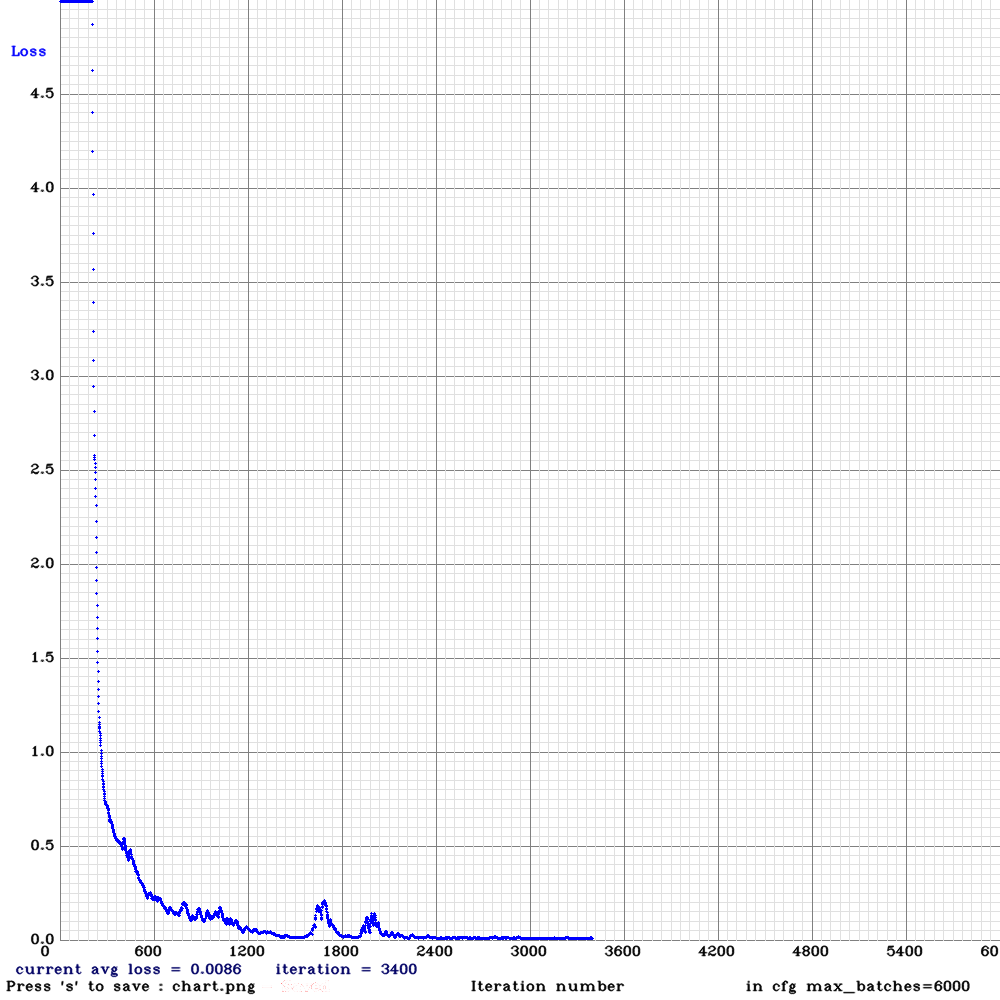 Loss
4.5
4.0
3.5
3.0
2.5
2.0
1.5
1.0
0.5
0.0
0 600 1200 1800 2400 3000 3600 4200 4800 5400 60
current avg loss = 0.0086 iteration = 3400
Press 's' to save : chart.png Iteration number in cfg max_batches=6000